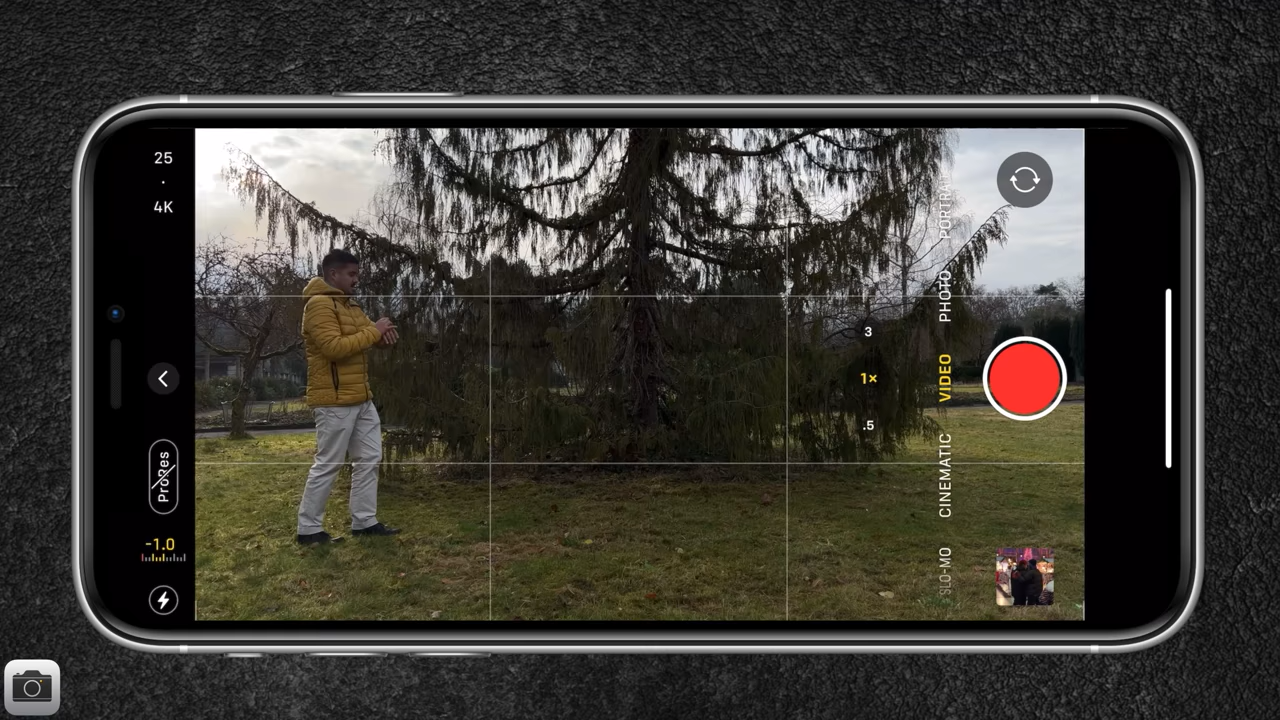 25
·
4K
ProRes
-1.0
3
1×
.5
PORTRAIT
PHOTO
VIDEO
CINEMATIC
SLO-MO